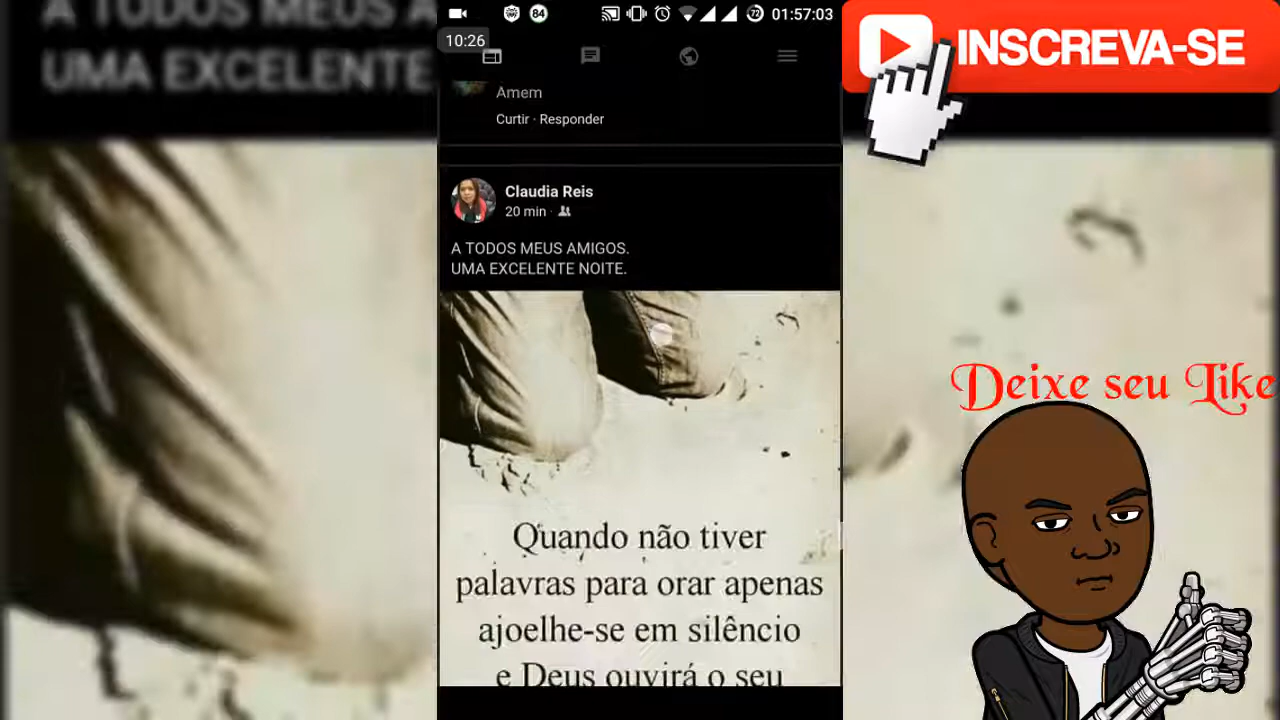 A TODOS MEUS A
UMA EXCELENTE
84
72
01:57:03
10:26
Amem
Curtir · Responder
Claudia Reis
20 min ·
A TODOS MEUS AMIGOS.
UMA EXCELENTE NOITE.
Quando não tiver
palavras para orar apenas
ajoelhe-se em silêncio
e Deus ouvirá o seu
INSCREVA-SE
Deixe seu Like